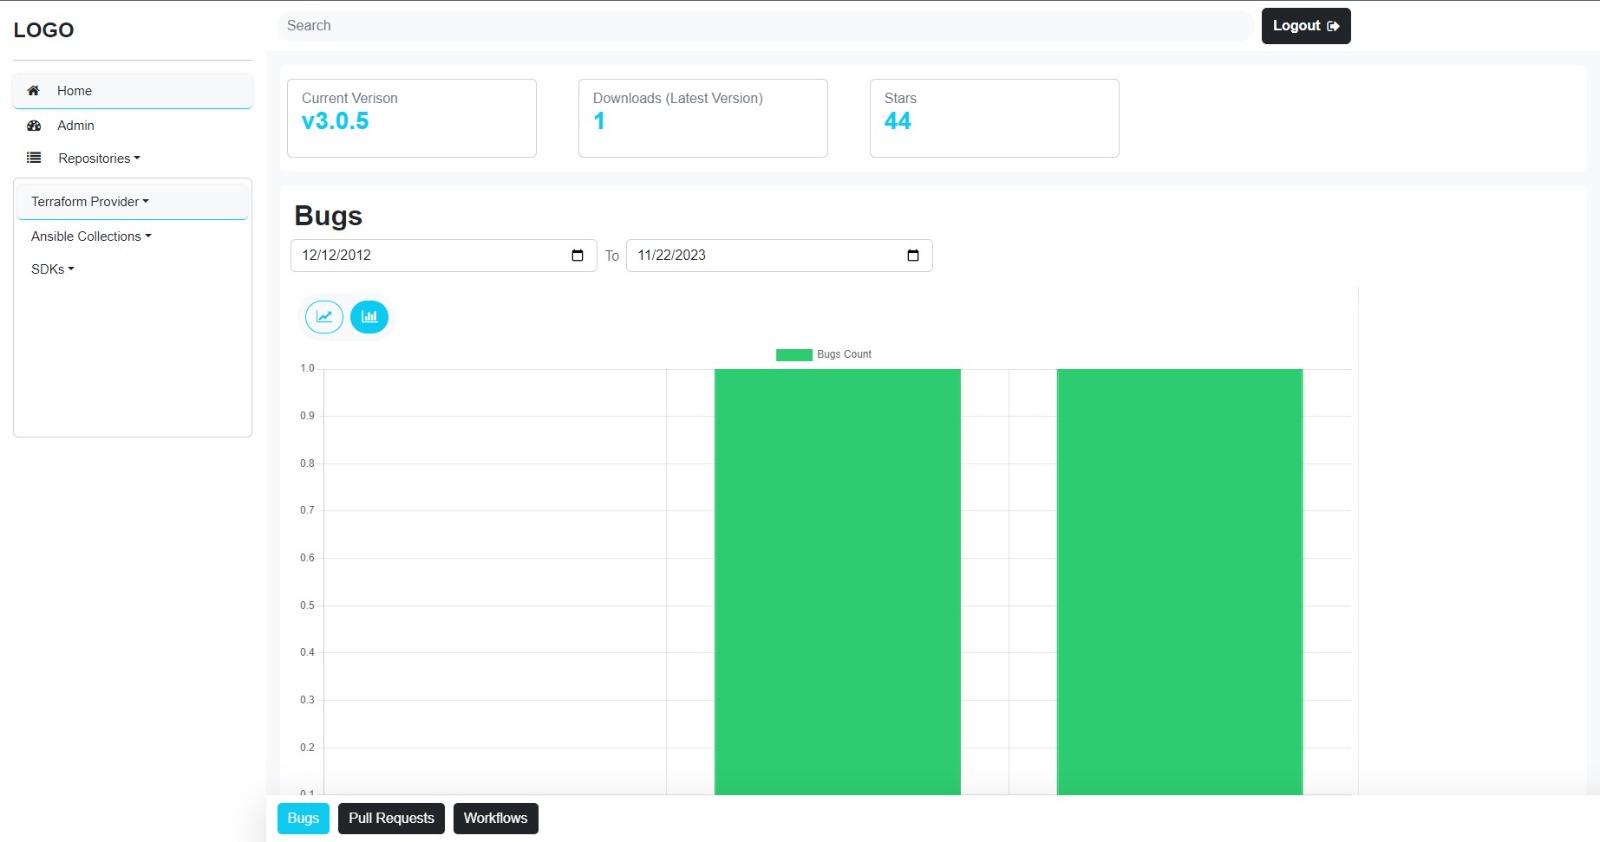 LOGO
Search
Logout
Home
Admin
Repositories
Terraform Provider
Ansible Collections
SDKs
Current Verison
v3.0.5
Downloads (Latest Version)
1
Stars
44
Bugs
12/12/2012
To
11/22/2023
Bugs Count
1.0
0.9
0.8
0.7
0.6
0.5
0.4
0.3
0.2
0.1
Bugs
Pull Requests
Workflows